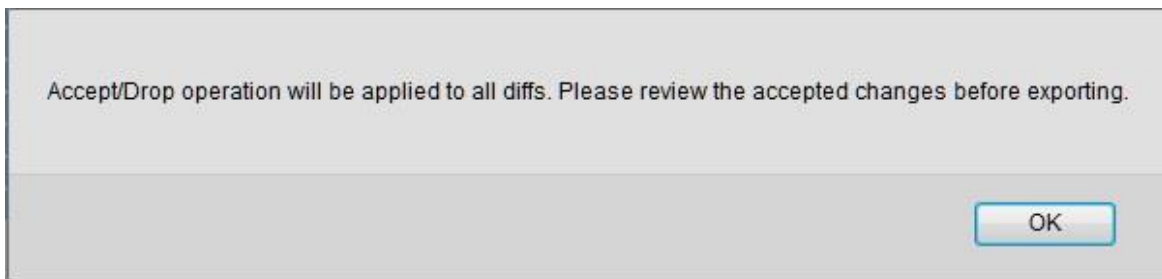 Accept/Drop operation will be applied to all diffs. Please review the accepted changes before exporting.
OK